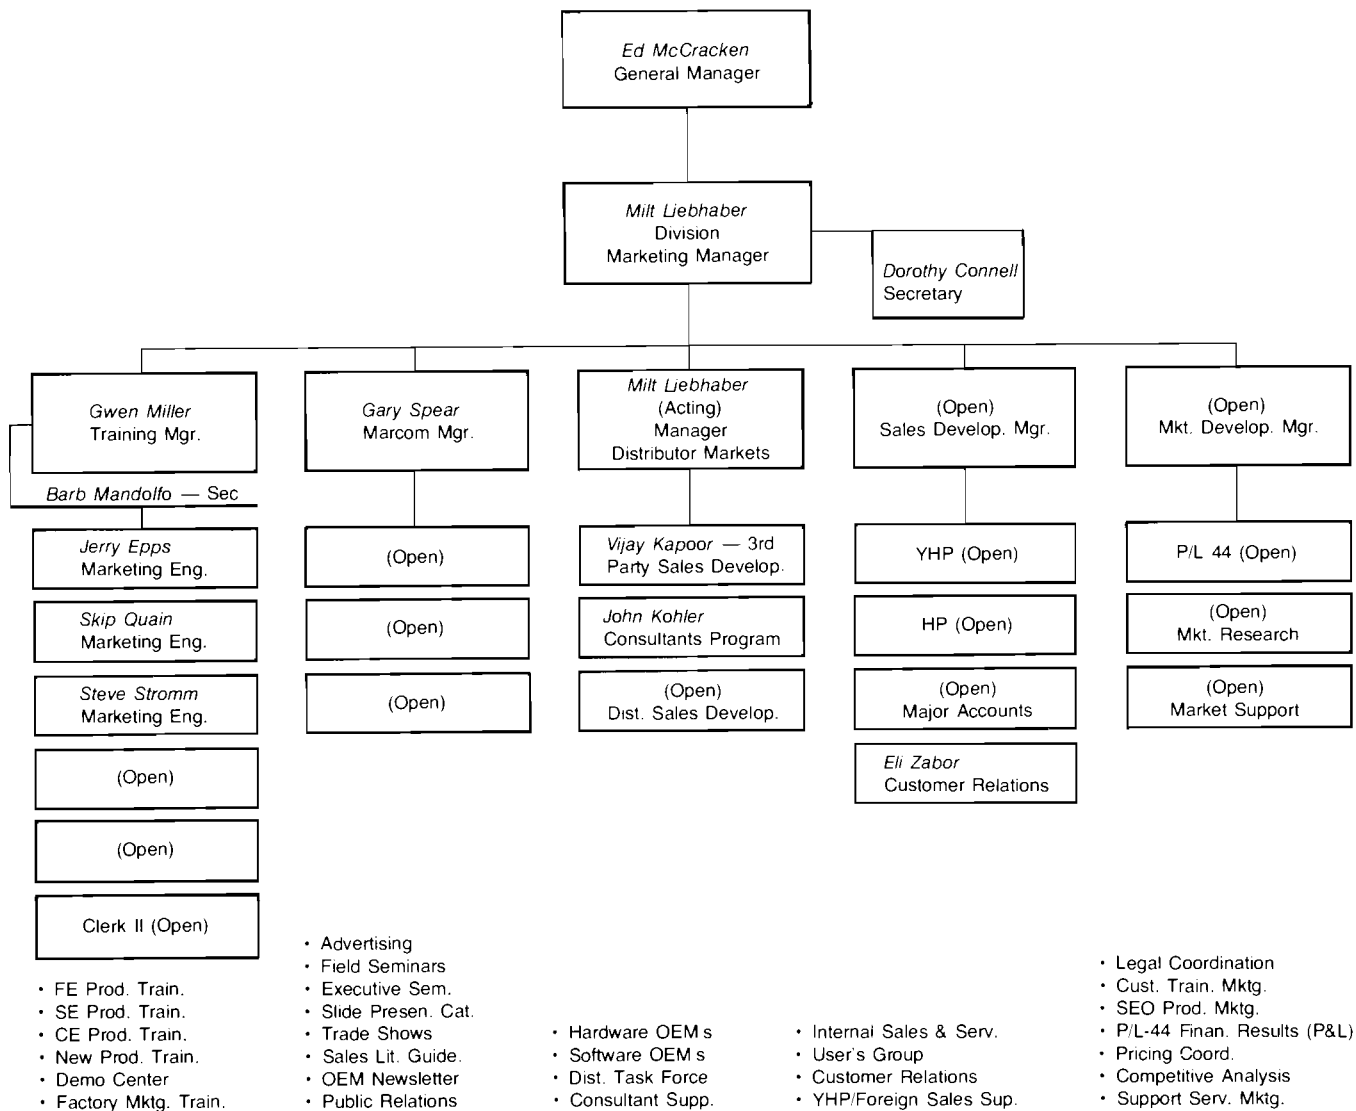 Ed McCracken
General Manager
Milt Liebhaber
Division
Marketing Manager
Dorothy Connell
Secretary
Gwen Miller
Training Mgr.
Barb Mandolfo — Sec
Jerry Epps
Marketing Eng.
Skip Quain
Marketing Eng.
Steve Stromm
Marketing Eng.
(Open)
(Open)
Clerk II (Open)
• FE Prod. Train.
• SE Prod. Train.
• CE Prod. Train.
• New Prod. Train.
• Demo Center
• Factory Mktg. Train.
Gary Spear
Marcom Mgr.
(Open)
(Open)
(Open)
• Advertising
• Field Seminars
• Executive Sem.
• Slide Presen. Cat.
• Trade Shows
• Sales Lit. Guide.
• OEM Newsletter
• Public Relations
Milt Liebhaber
(Acting)
Manager
Distributor Markets
Vijay Kapoor — 3rd
Party Sales Develop.
John Kohler
Consultants Program
(Open)
Dist. Sales Develop.
• Hardware OEM's
• Software OEM's
• Dist. Task Force
• Consultant Supp.
(Open)
Sales Develop. Mgr.
YHP (Open)
HP (Open)
(Open)
Major Accounts
Eli Zabor
Customer Relations
• Internal Sales & Serv.
• User's Group
• Customer Relations
• YHP/Foreign Sales Sup.
(Open)
Mkt. Develop. Mgr.
P/L 44 (Open)
(Open)
Mkt. Research
(Open)
Market Support
• Legal Coordination
• Cust. Train. Mktg.
• SEO Prod. Mktg.
• P/L-44 Finan. Results (P&L)
• Pricing Coord.
• Competitive Analysis
• Support Serv. Mktg.